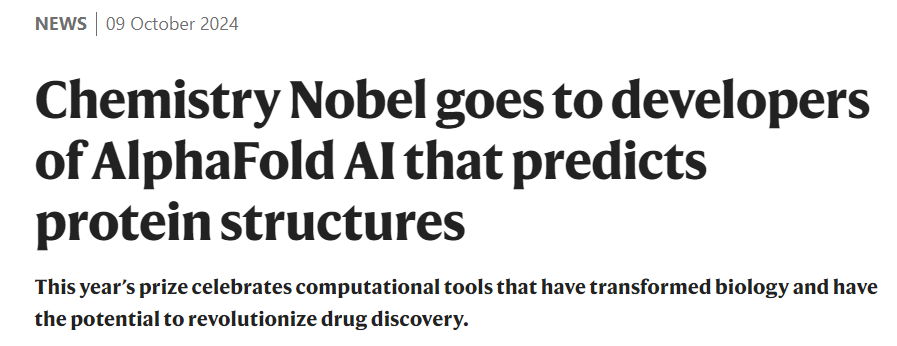 NEWS | 09 October 2024
Chemistry Nobel goes to developers
of AlphaFold AI that predicts
protein structures
This year’s prize celebrates computational tools that have transformed biology and have
the potential to revolutionize drug discovery.